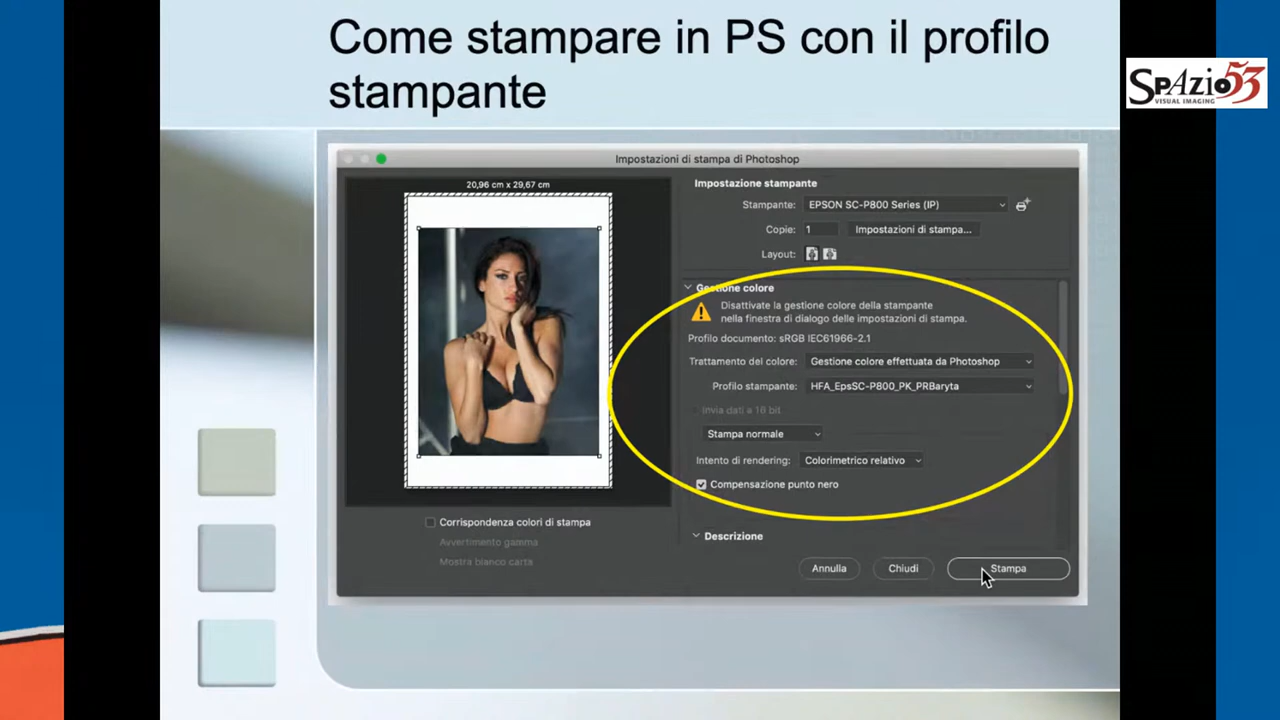 Come stampare in PS con il profilo
stampante
SPAZIO53
VISUAL IMAGING
Impostazioni di stampa di Photoshop
20,96 cm x 29,67 cm
Impostazione stampante
Stampante: EPSON SC-P800 Series (IP)
Copie: 1 Impostazioni di stampa...
Layout:
Gestione colore
Disattivate la gestione colore della stampante
nella finestra di dialogo delle impostazioni di stampa.
Profilo documento: sRGB IEC61966-2.1
Trattamento del colore: Gestione colore effettuata da Photoshop
Profilo stampante: HFA_EpsSC-P800_PK_PRBaryta
Invia dati a 16 bit
Stampa normale
Intento di rendering: Colorimetrico relativo
Compensazione punto nero
Corrispondenza colori di stampa
Avvertimento gamma
Mostra bianco carta
Descrizione
Annulla Chiudi Stampa